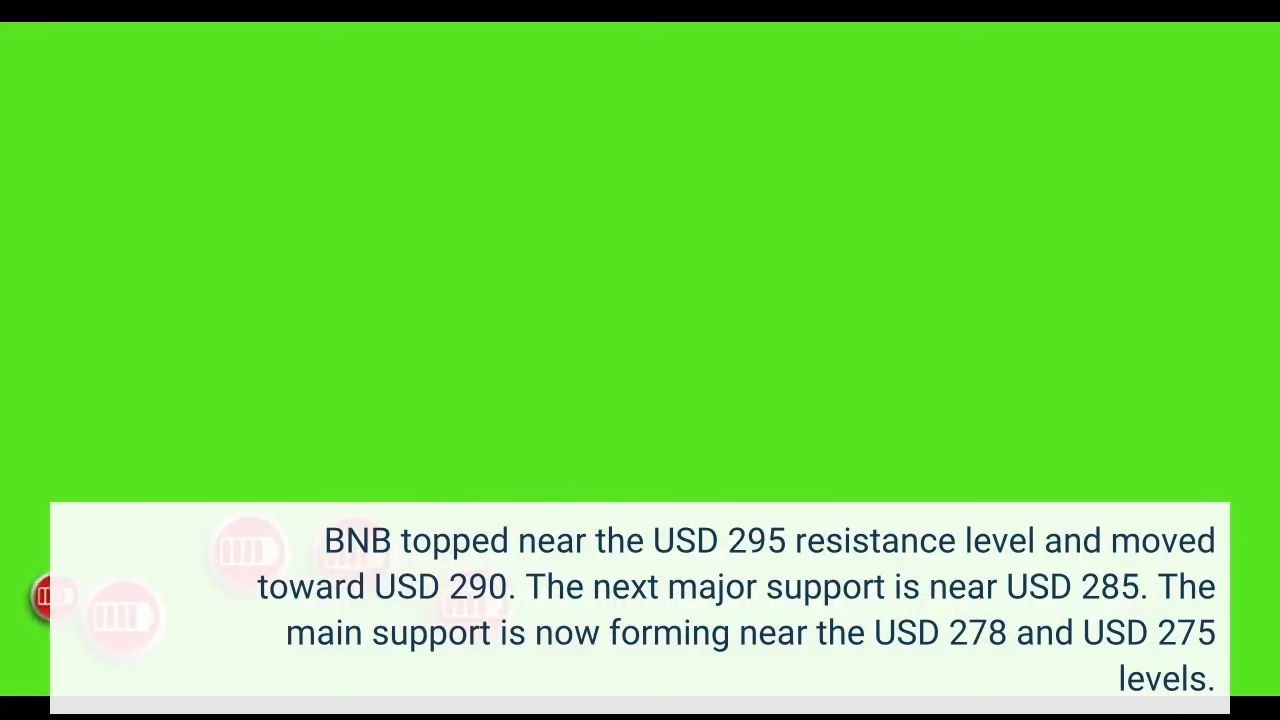 BNB topped near the USD 295 resistance level and moved
toward USD 290. The next major support is near USD 285. The
main support is now forming near the USD 278 and USD 275
levels.